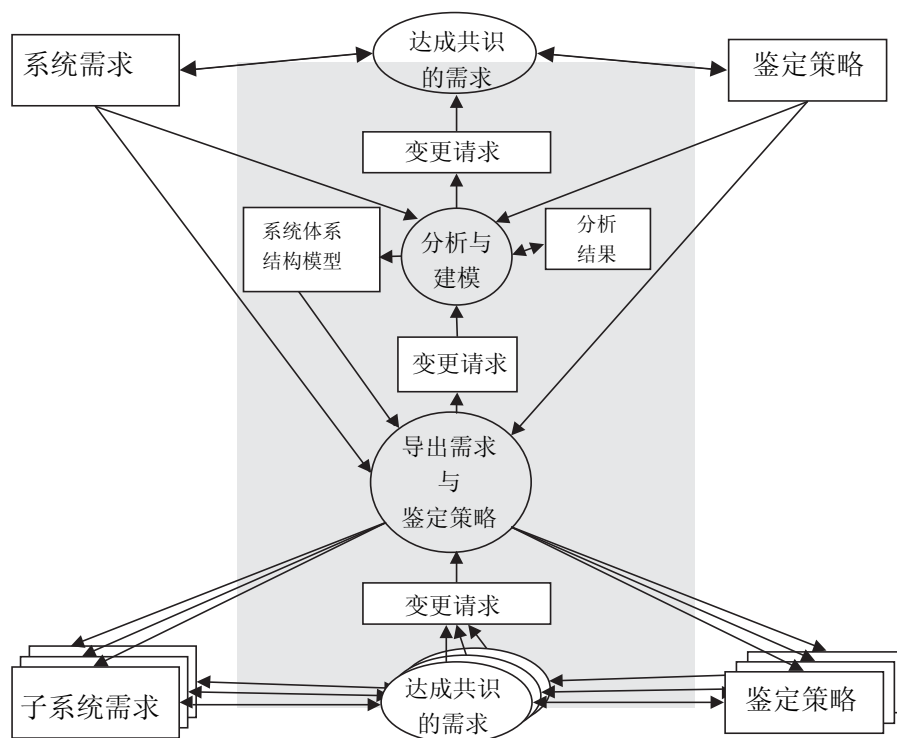 达成共识
的需求
系统需求
鉴定策略
变更请求
系统体系
结构模型
分析与
建模
分析
结果
变更请求
导出需求
与
鉴定策略
变更请求
子系统需求
达成共识
的需求
鉴定策略